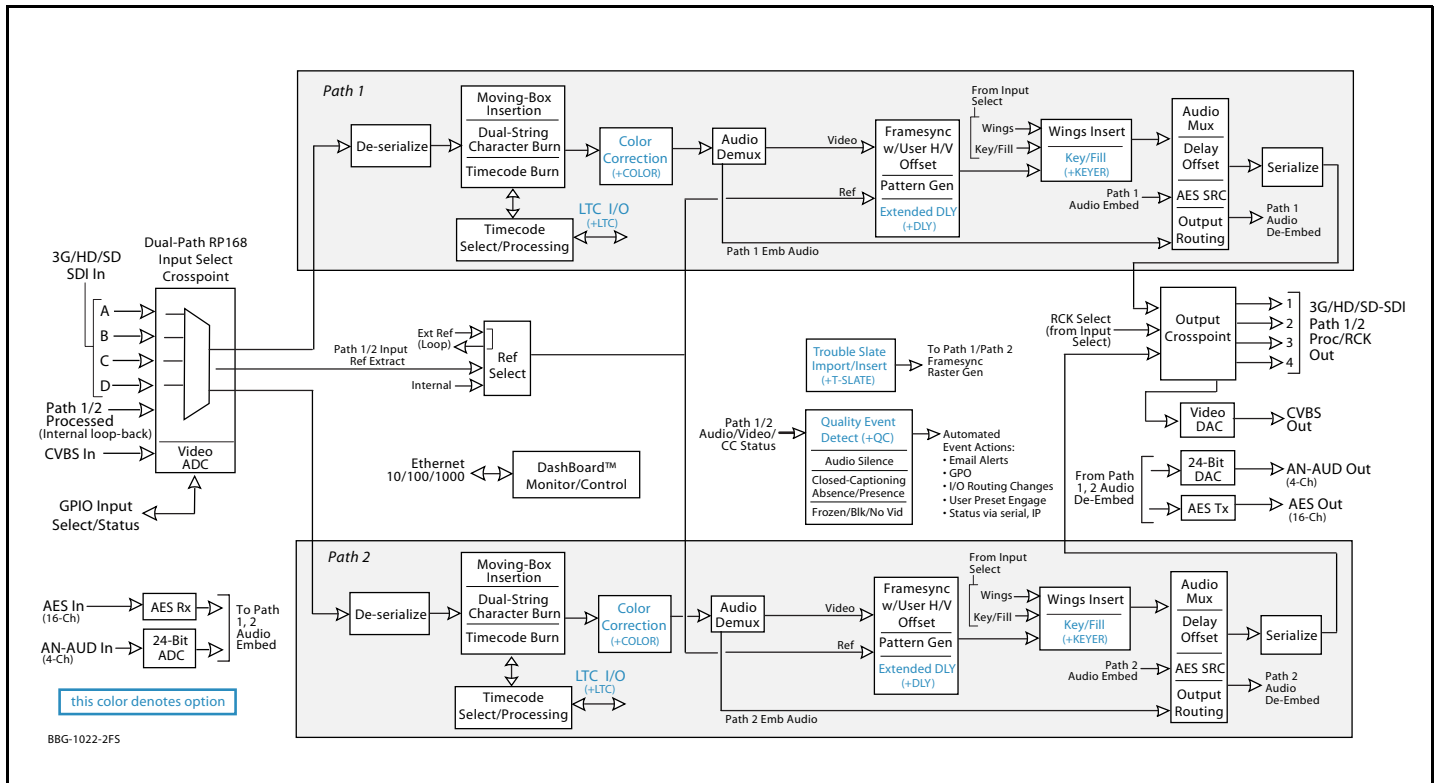 Path 1
De-serialize
Moving-Box
Insertion
Dual-String
Character Burn
Timecode Burn
Timecode
Select/Processing
LTC I/O
(+LTC)
Color
Correction
(+COLOR)
Audio
Demux
Video
Ref
Path 1 Emb Audio
Framesync
w/User H/V
Offset
Pattern Gen
Extended DLY
(+DLY)
From Input
Select
Wings
Key/Fill
Wings Insert
Key/Fill
(+KEYER)
Path 1
Audio Embed
Audio
Mux
Delay
Offset
AES SRC
Output
Routing
Serialize
Path 1
Audio
De-Embed
Dual-Path RP168
Input Select
Crosspoint
3G/HD/SD
SDI In
A
B
C
D
Path 1/2
Processed
(Internal loop-back)
CVBS In
Video
ADC
GPIO Input
Select/Status
Path 1/2 Input
Ref Extract
Ext Ref
(Loop)
Internal
Ref
Select
Ethernet
10/100/1000
DashBoard™
Monitor/Control
Trouble Slate
Import/Insert
(+T-SLATE)
To Path 1/Path 2
Framesync
Raster Gen
Path 1/2
Audio/Video/
CC Status
Quality Event
Detect (+QC)
Audio Silence
Closed-Captioning
Absence/Presence
Frozen/Blk/No Vid
Automated
Event Actions:
• Email Alerts
• GPO
• I/O Routing Changes
• User Preset Engage
• Status via serial, IP
RCK Select
(from Input
Select)
Output
Crosspoint
1
2
3
4
3G/HD/SD-SDI
Path 1/2
Proc/RCK
Out
Video
DAC
CVBS
Out
From Path
1, 2 Audio
De-Embed
24-Bit
DAC
AN-AUD Out
(4-Ch)
AES Tx
AES Out
(16-Ch)
Path 2
De-serialize
Moving-Box
Insertion
Dual-String
Character Burn
Timecode Burn
Timecode
Select/Processing
LTC I/O
(+LTC)
Color
Correction
(+COLOR)
Audio
Demux
Video
Ref
Path 2 Emb Audio
Framesync
w/User H/V
Offset
Pattern Gen
Extended DLY
(+DLY)
From Input
Select
Wings
Key/Fill
Wings Insert
Key/Fill
(+KEYER)
Path 2
Audio Embed
Audio
Mux
Delay
Offset
AES SRC
Output
Routing
Serialize
Path 2
Audio
De-Embed
AES In
(16-Ch)
AES Rx
AN-AUD In
(4-Ch)
24-Bit
ADC
To Path
1, 2
Audio
Embed
this color denotes option
BBG-1022-2FS